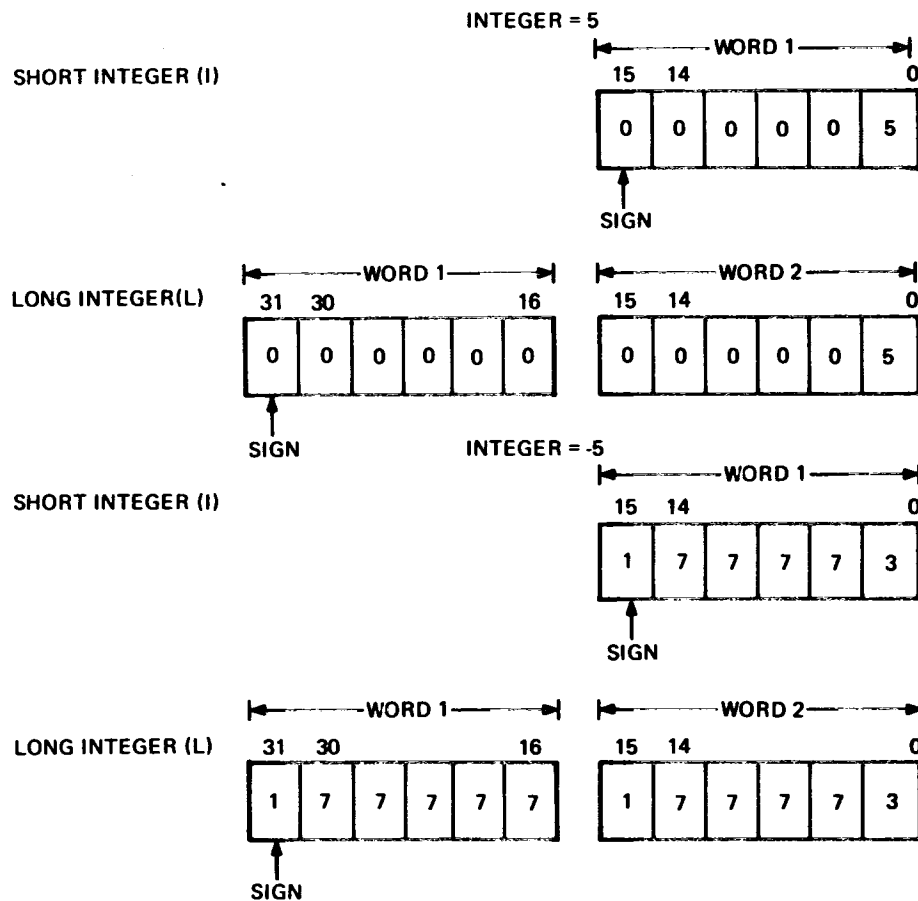 INTEGER = 5
WORD 1
SHORT INTEGER (I)
15 14 0
0 0 0 0 0 5
SIGN
WORD 1 WORD 2
LONG INTEGER(L)
31 30 16 15 14 0
0 0 0 0 0 0 0 0 0 0 0 5
SIGN
INTEGER = -5
WORD 1
SHORT INTEGER (I)
15 14 0
1 7 7 7 7 3
SIGN
WORD 1 WORD 2
LONG INTEGER (L)
31 30 16 15 14 0
1 7 7 7 7 7 1 7 7 7 7 3
SIGN